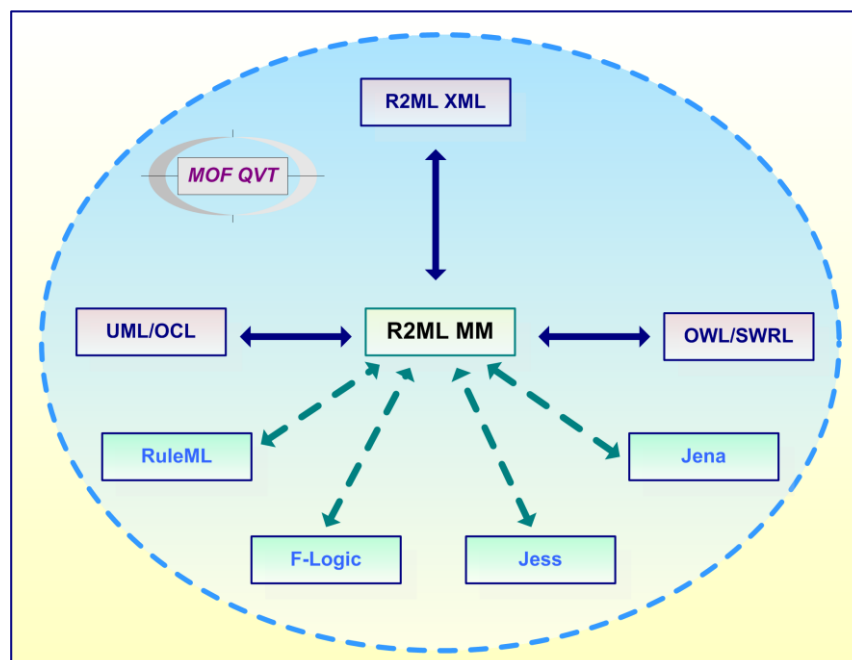 R2ML XML
MOF QVT
UML/OCL
R2ML MM
OWL/SWRL
RuleML
Jena
F-Logic
Jess